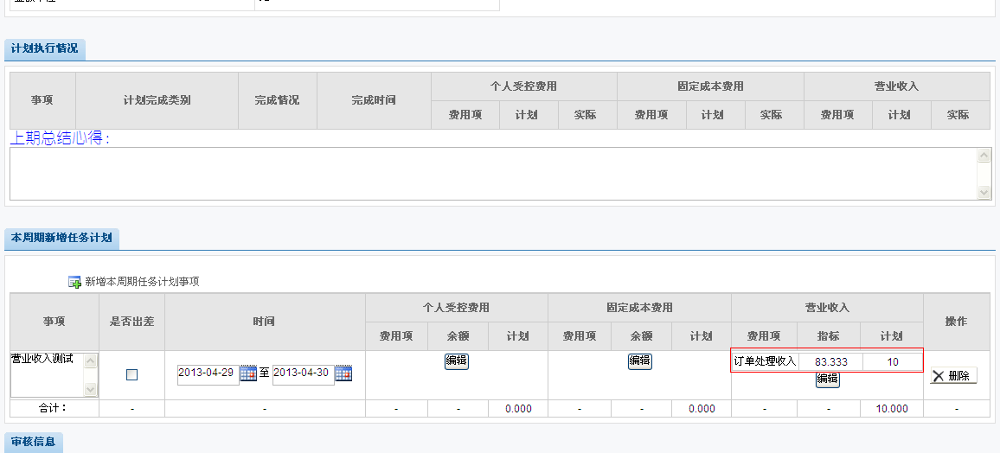 计划执行情况
事项 计划完成类别 完成情况 完成时间 个人受控费用 固定成本费用 营业收入
费用项 计划 实际 费用项 计划 实际 费用项 计划 实际
上期总结心得：
本周期新增任务计划
新增本周期任务计划事项
事项 是否出差 时间 个人受控费用 固定成本费用 营业收入 操作
费用项 余额 计划 费用项 余额 计划 费用项 指标 计划
营业收入测试 2013-04-29 至 2013-04-30 编辑 编辑 订单处理收入 83.333 10 删除
编辑
合计： - - - - 0.000 - - 0.000 - - 10.000 -
审核信息